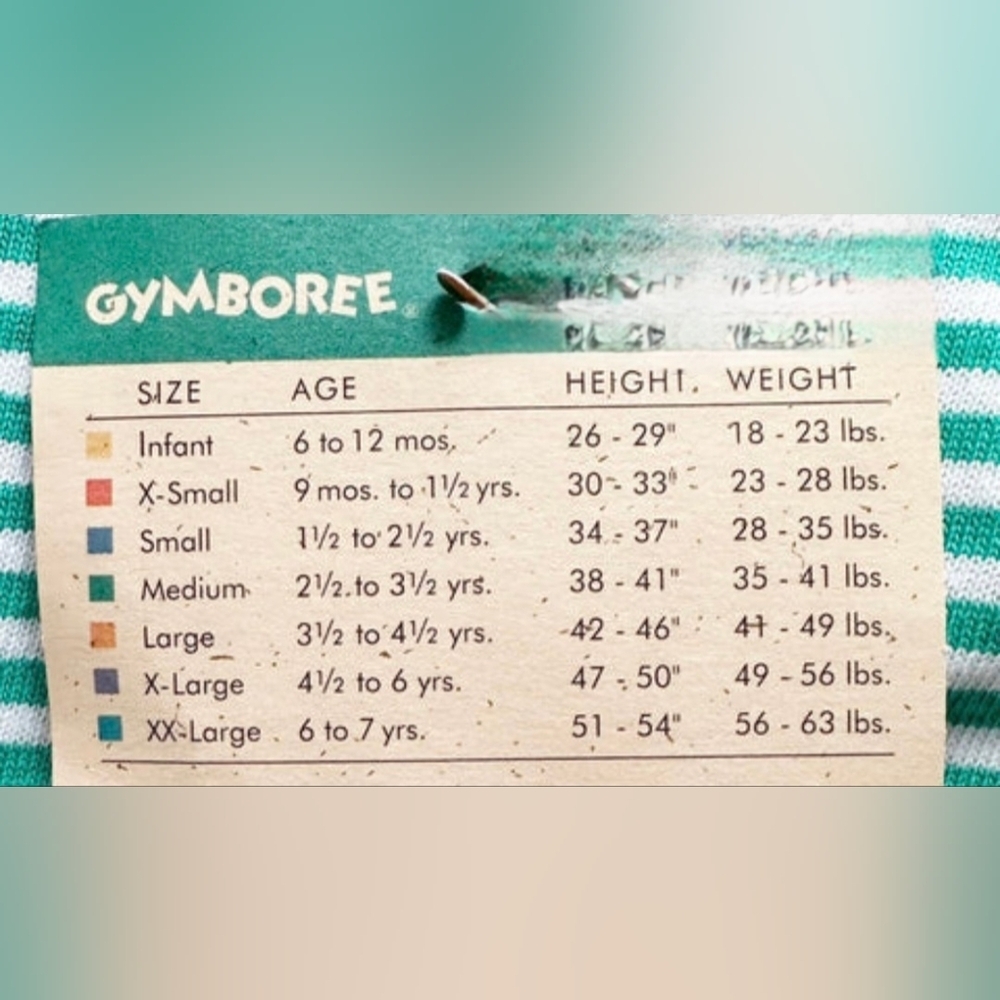 GYMBOREE®
SIZE AGE HEIGHT WEIGHT
Infant 6 to 12 mos. 26 - 29" 18 - 23 lbs.
X-Small 9 mos. to 1½ yrs. 30 - 33" 23 - 28 lbs.
Small 1½ to 2½ yrs. 34 - 37" 28 - 35 lbs.
Medium 2½ to 3½ yrs. 38 - 41" 35 - 41 lbs.
Large 3½ to 4½ yrs. 42 - 46" 41 - 49 lbs.
X-Large 4½ to 6 yrs. 47 - 50" 49 - 56 lbs.
XX-Large 6 to 7 yrs. 51 - 54" 56 - 63 lbs.